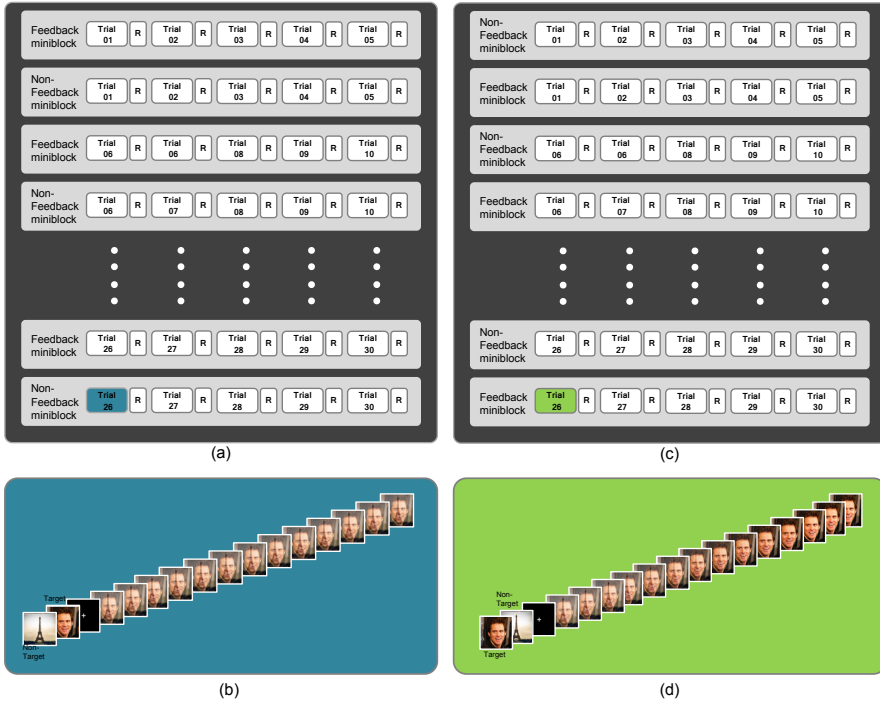 Feedback
miniblock
Trial R Trial R Trial R Trial R Trial R
01 02 03 04 05
Non-
Feedback
miniblock
Trial R Trial R Trial R Trial R Trial R
01 02 03 04 05
Feedback
miniblock
Trial R Trial R Trial R Trial R Trial R
06 06 08 09 10
Non-
Feedback
miniblock
Trial R Trial R Trial R Trial R Trial R
06 07 08 09 10
Feedback
miniblock
Trial R Trial R Trial R Trial R Trial R
26 27 28 29 30
Non-
Feedback
miniblock
Trial R Trial R Trial R Trial R Trial R
26 27 28 29 30
(a)
Non-
Feedback
miniblock
Trial R Trial R Trial R Trial R Trial R
01 02 03 04 05
Feedback
miniblock
Trial R Trial R Trial R Trial R Trial R
01 02 03 04 05
Non-
Feedback
miniblock
Trial R Trial R Trial R Trial R Trial R
06 06 08 09 10
Feedback
miniblock
Trial R Trial R Trial R Trial R Trial R
06 07 08 09 10
Non-
Feedback
miniblock
Trial R Trial R Trial R Trial R Trial R
26 27 28 29 30
Feedback
miniblock
Trial R Trial R Trial R Trial R Trial R
26 27 28 29 30
(c)
Target
Non-
Target
(b)
Non-
Target
Target
(d)